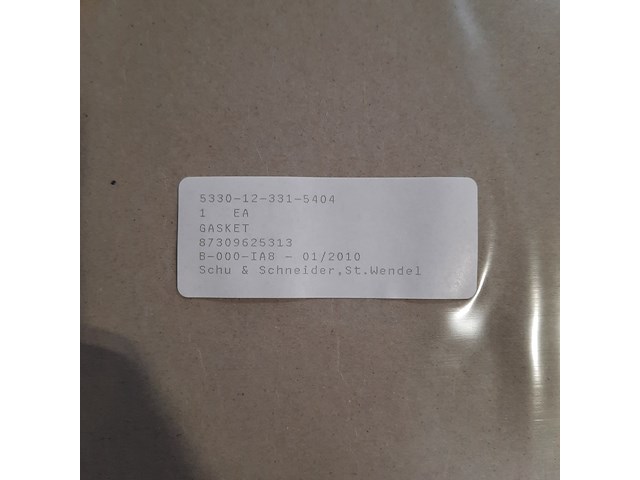 5330-12-331-5404
1 EA
GASKET
87309625313
B-000-IA8 - 01/2010
Schu & Schneider,St.Wendel